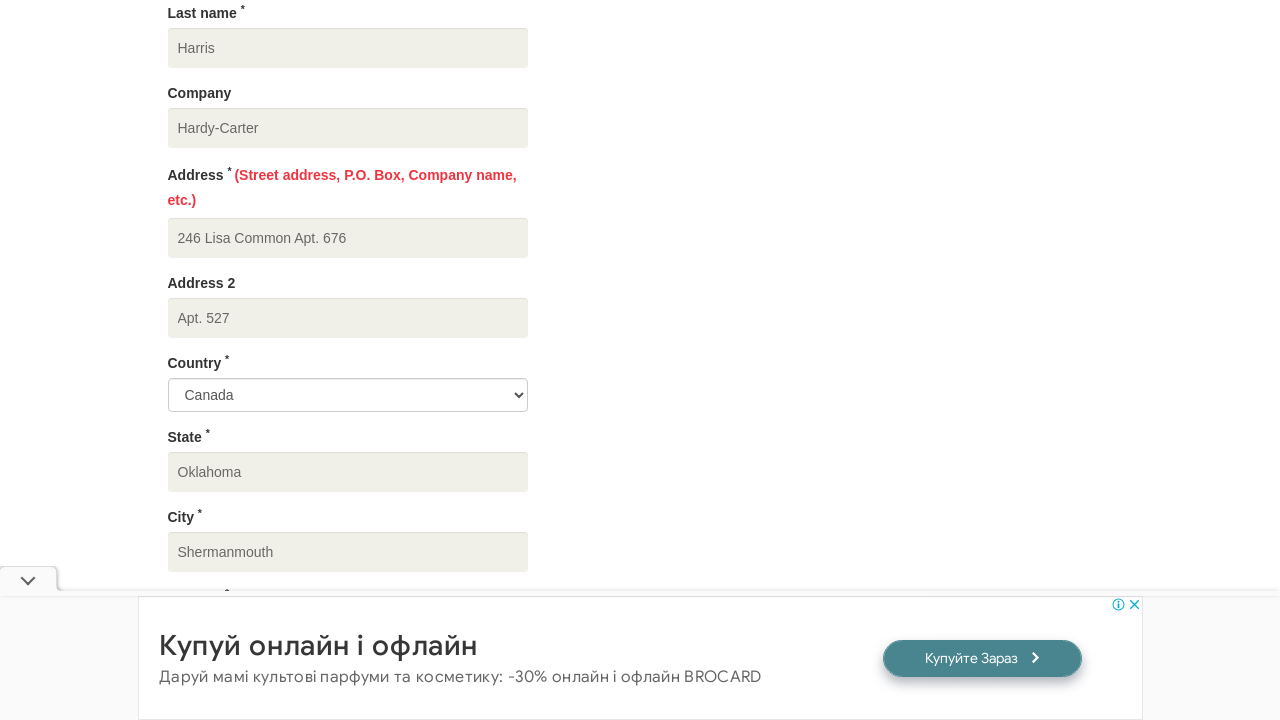 Last name *
Harris
Company
Hardy-Carter
Address * (Street address, P.O. Box, Company name,
etc.)
246 Lisa Common Apt. 676
Address 2
Apt. 527
Country *
Canada
State *
Oklahoma
City *
Shermanmouth
Купуй онлайн і офлайн
Даруй мамі культові парфуми та косметику: -30% онлайн і офлайн BROCARD
Купуйте Зараз